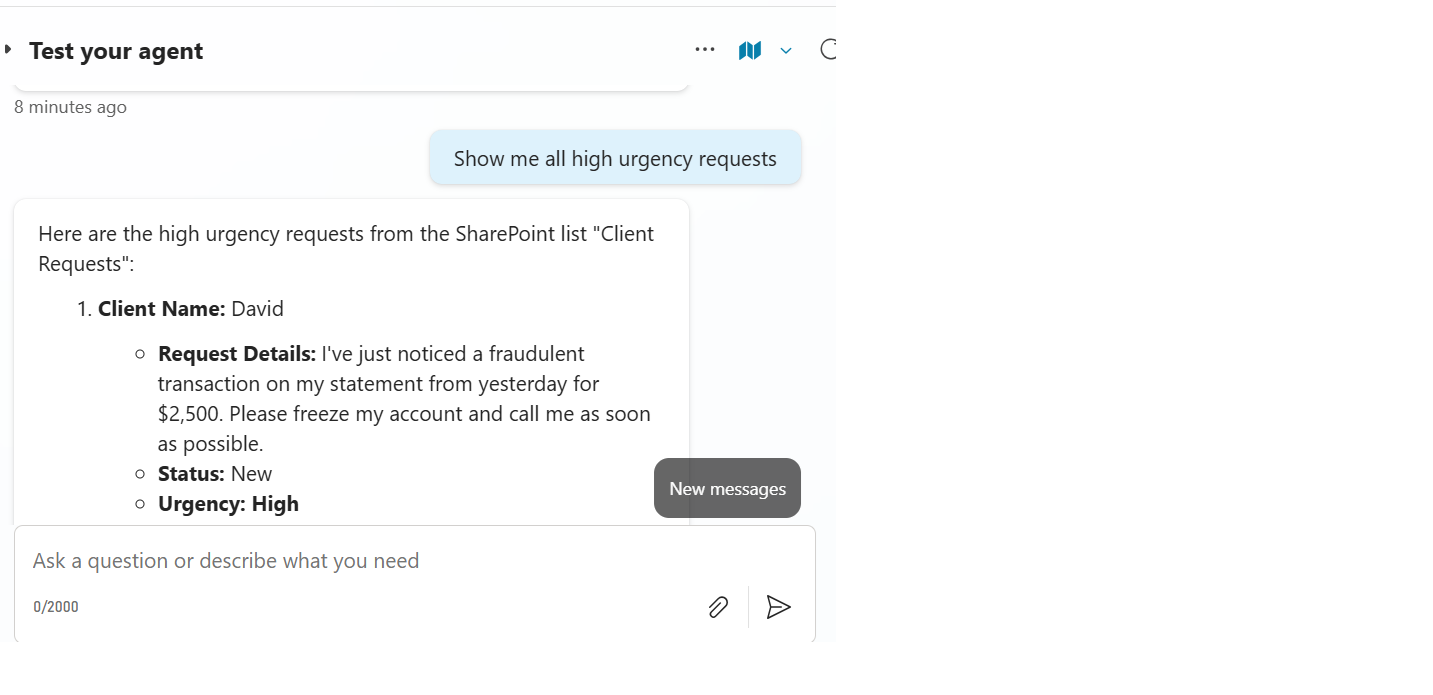 Test your agent
8 minutes ago
Show me all high urgency requests
Here are the high urgency requests from the SharePoint list "Client
Requests":
1. Client Name: David
Request Details: I've just noticed a fraudulent
transaction on my statement from yesterday for
$2,500. Please freeze my account and call me as soon
as possible.
Status: New
Urgency: High
New messages
Ask a question or describe what you need
0/2000